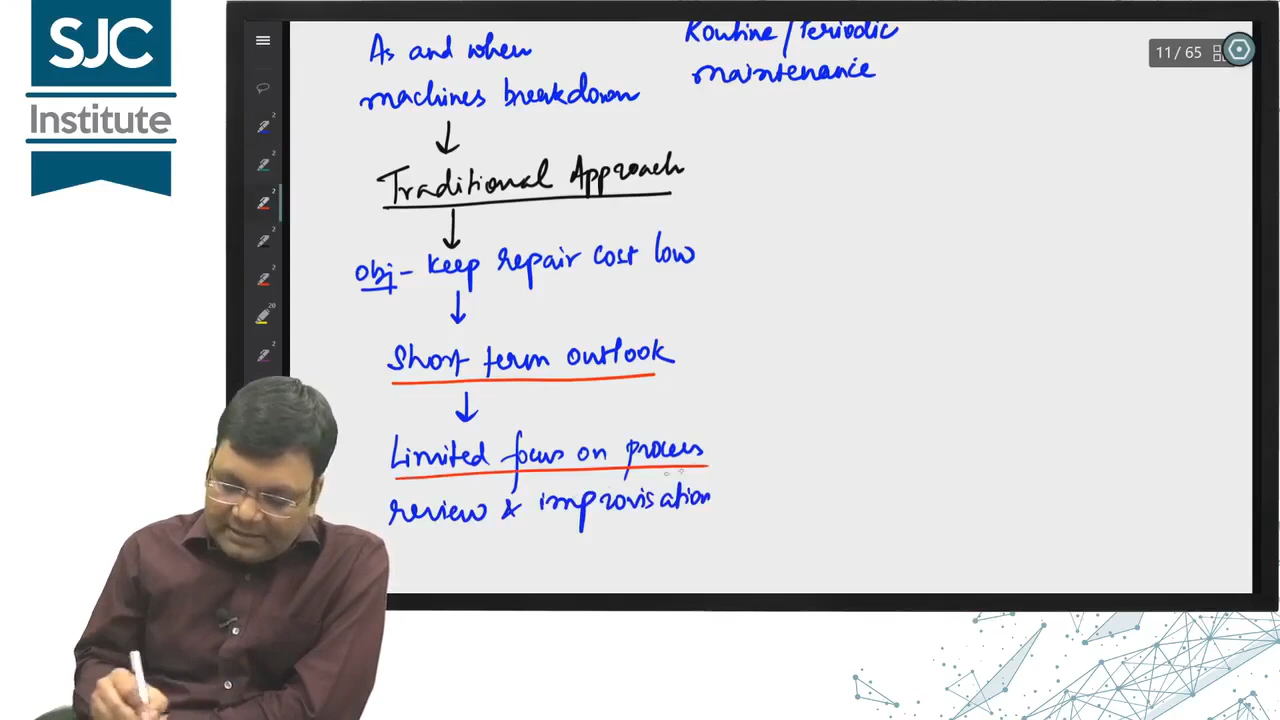 SJC
Institute
11 / 65
As and when
machines breakdown
Routine / Periodic
maintenance
Traditional Approach
Obj - Keep repair cost low
Short term outlook
Limited focus on process
review & improvisation